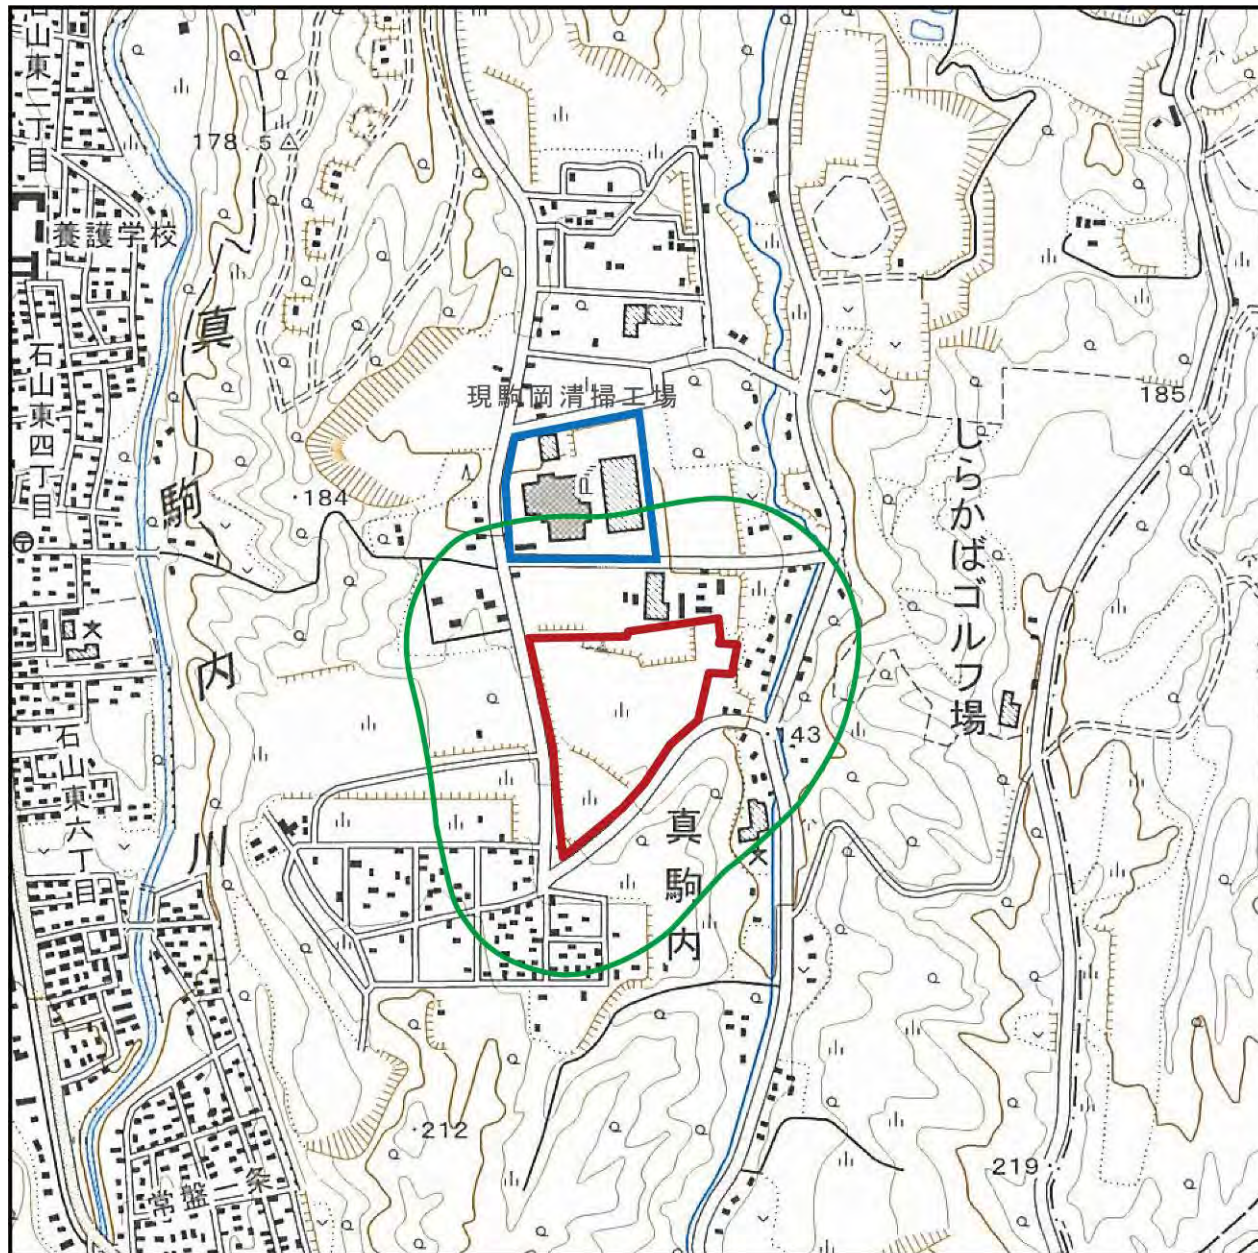 石山東二丁目
178.5
養護学校
真駒内川
石山東四丁目
現駒岡清掃工場
185
しらかばゴルフ場
184
143
石山東六丁目
真駒内
212
219
常盤一条